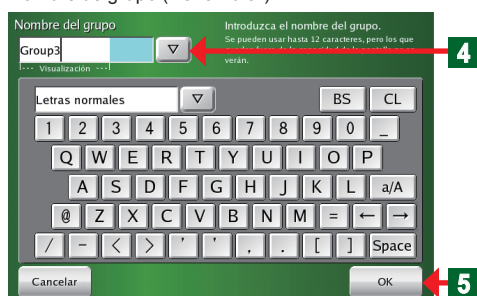 Nombre del grupo
Introduzca el nombre del grupo.
Se pueden usar hasta 12 caracteres, pero los que
verán.
Group3
Visualización
4
Letras normales
BS CL
1 2 3 4 5 6 7 8 9 0 _
Q W E R T Y U I O P
A S D F G H J K L a/A
@ Z X C V B N M = ← →
/ - < > ' ' , . [ ] Space
Cancelar OK
5